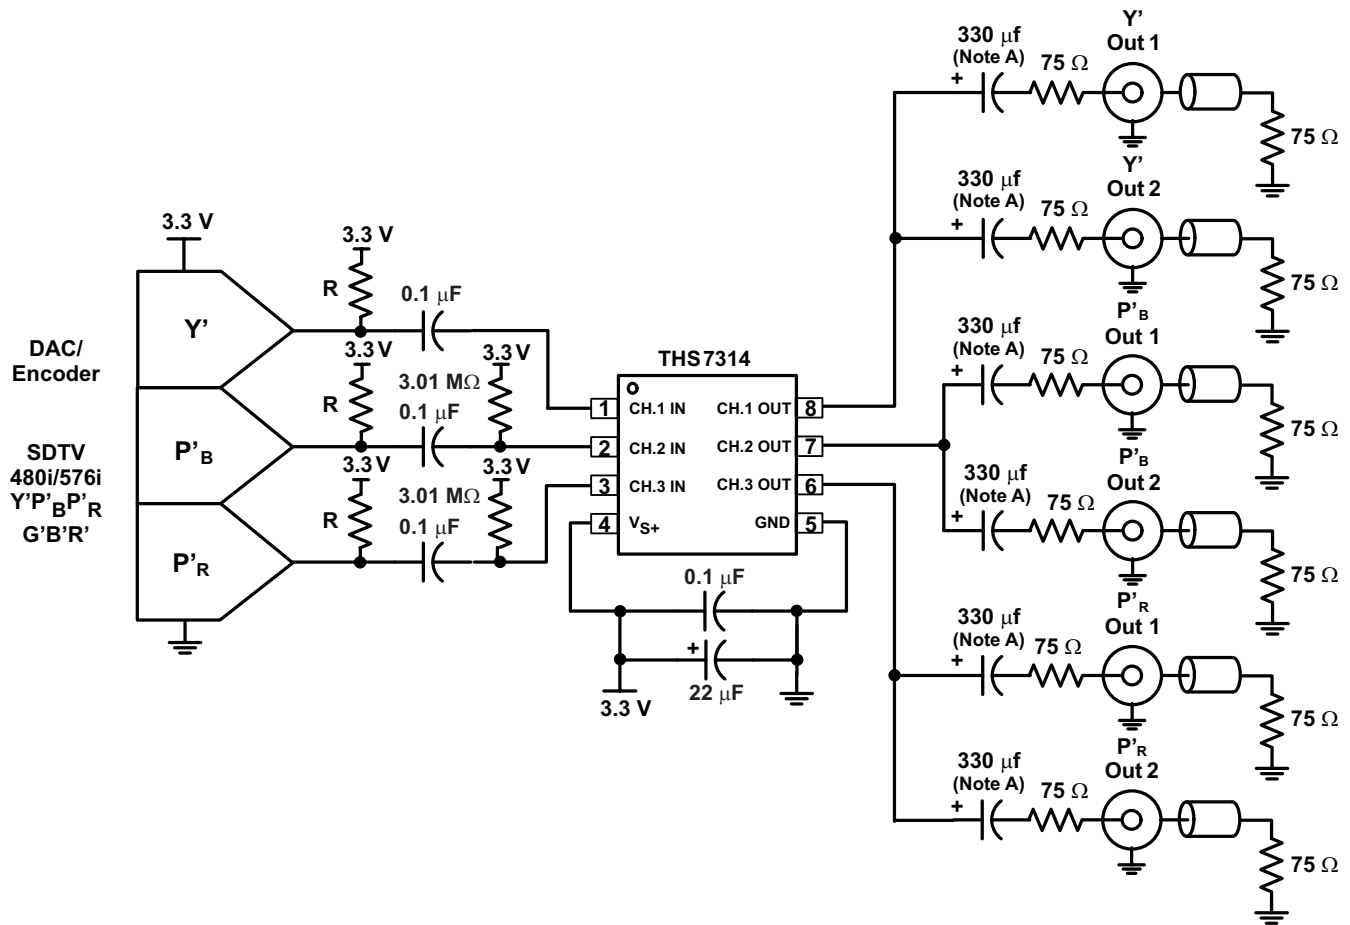 DAC/
Encoder
SDTV
480i/576i
Y'P'BP'R
G'B'R'
3.3 V
Y'
P'B
P'R
3.3 V
R
0.1 µF
3.3 V
R
3.01 MΩ
0.1 µF
3.3 V
3.3 V
R
3.01 MΩ
0.1 µF
3.3 V
THS7314
1 CH.1 IN CH.1 OUT 8
2 CH.2 IN CH.2 OUT 7
3 CH.3 IN CH.3 OUT 6
4 VS+ GND 5
0.1 µF
+
22 µF
3.3 V
330 µf
(Note A)
+
75 Ω
Y'
Out 1
75 Ω
330 µf
(Note A)
+
75 Ω
Y'
Out 2
75 Ω
330 µf
(Note A)
+
75 Ω
P'B
Out 1
75 Ω
330 µf
(Note A)
+
75 Ω
P'B
Out 2
75 Ω
330 µf
(Note A)
+
75 Ω
P'R
Out 1
75 Ω
330 µf
(Note A)
+
75 Ω
P'R
Out 2
75 Ω